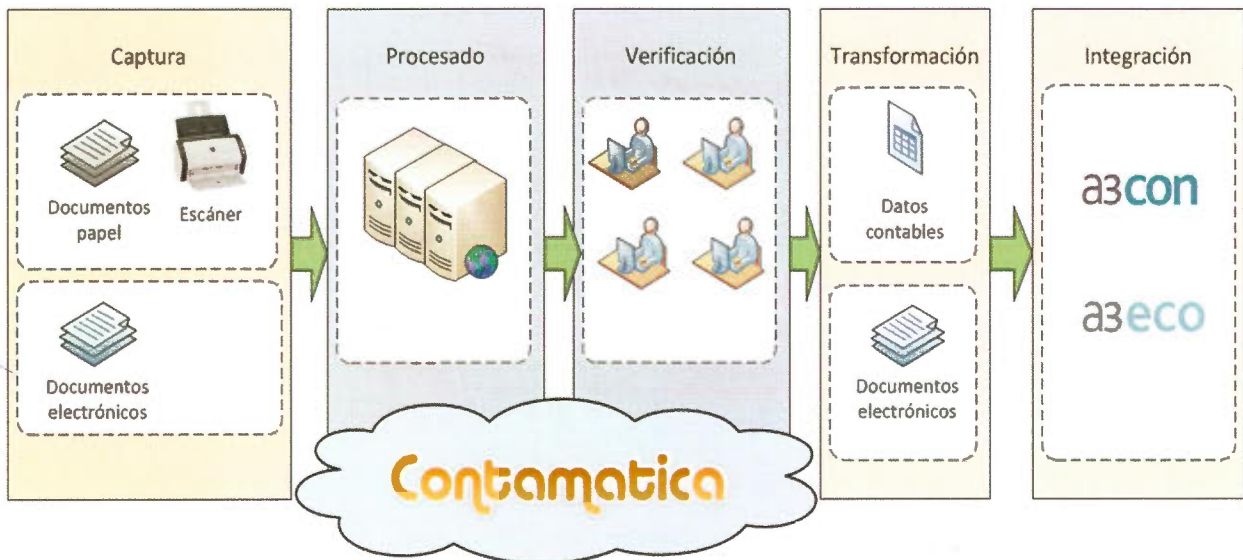 Captura
Procesado
Verificación
Transformación
Integración
Documentos
papel
Escáner
Documentos
electrónicos
Datos
contables
Documentos
electrónicos
a3con
a3eco
Contamatica